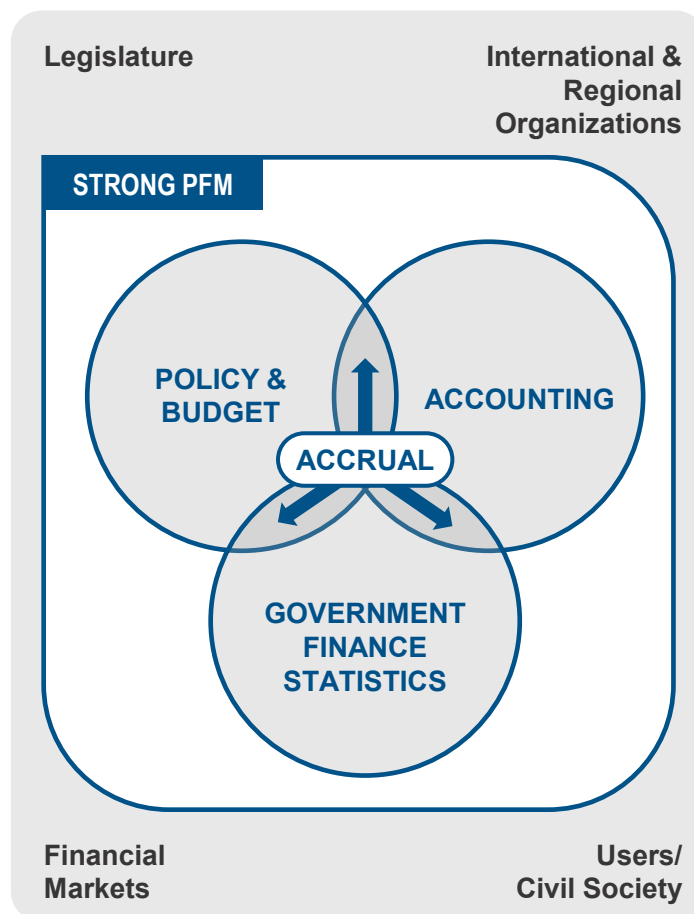 Legislature
International &
Regional
Organizations
STRONG PFM
POLICY &
BUDGET
ACCOUNTING
ACCRUAL
GOVERNMENT
FINANCE
STATISTICS
Financial
Markets
Users/
Civil Society